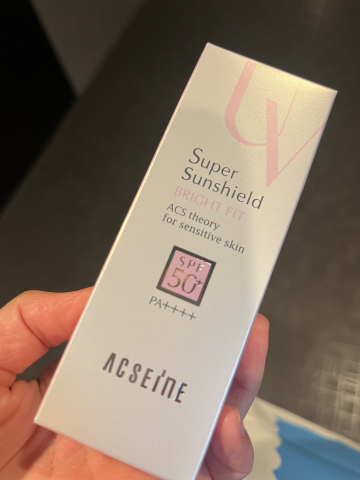 UV
Super
Sunshield
BRIGHT FIT
ACS theory
for sensitive skin
SPF
50+
PA++++
ACSEINE